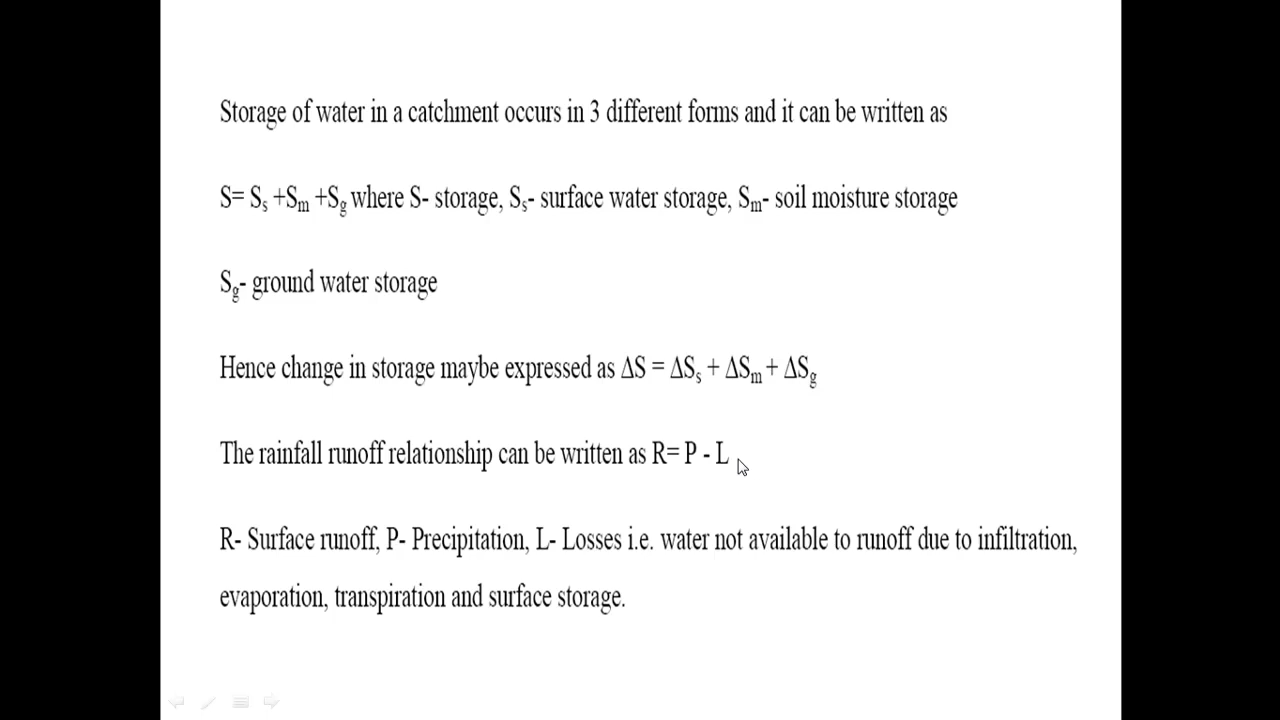 Storage of water in a catchment occurs in 3 different forms and it can be written as
S= Sₛ +Sₘ +S_g where S- storage, Sₛ- surface water storage, Sₘ- soil moisture storage
S_g- ground water storage
Hence change in storage maybe expressed as ΔS = ΔSₛ + ΔSₘ + ΔS_g
The rainfall runoff relationship can be written as R= P - L
R- Surface runoff, P- Precipitation, L- Losses i.e. water not available to runoff due to infiltration,
evaporation, transpiration and surface storage.